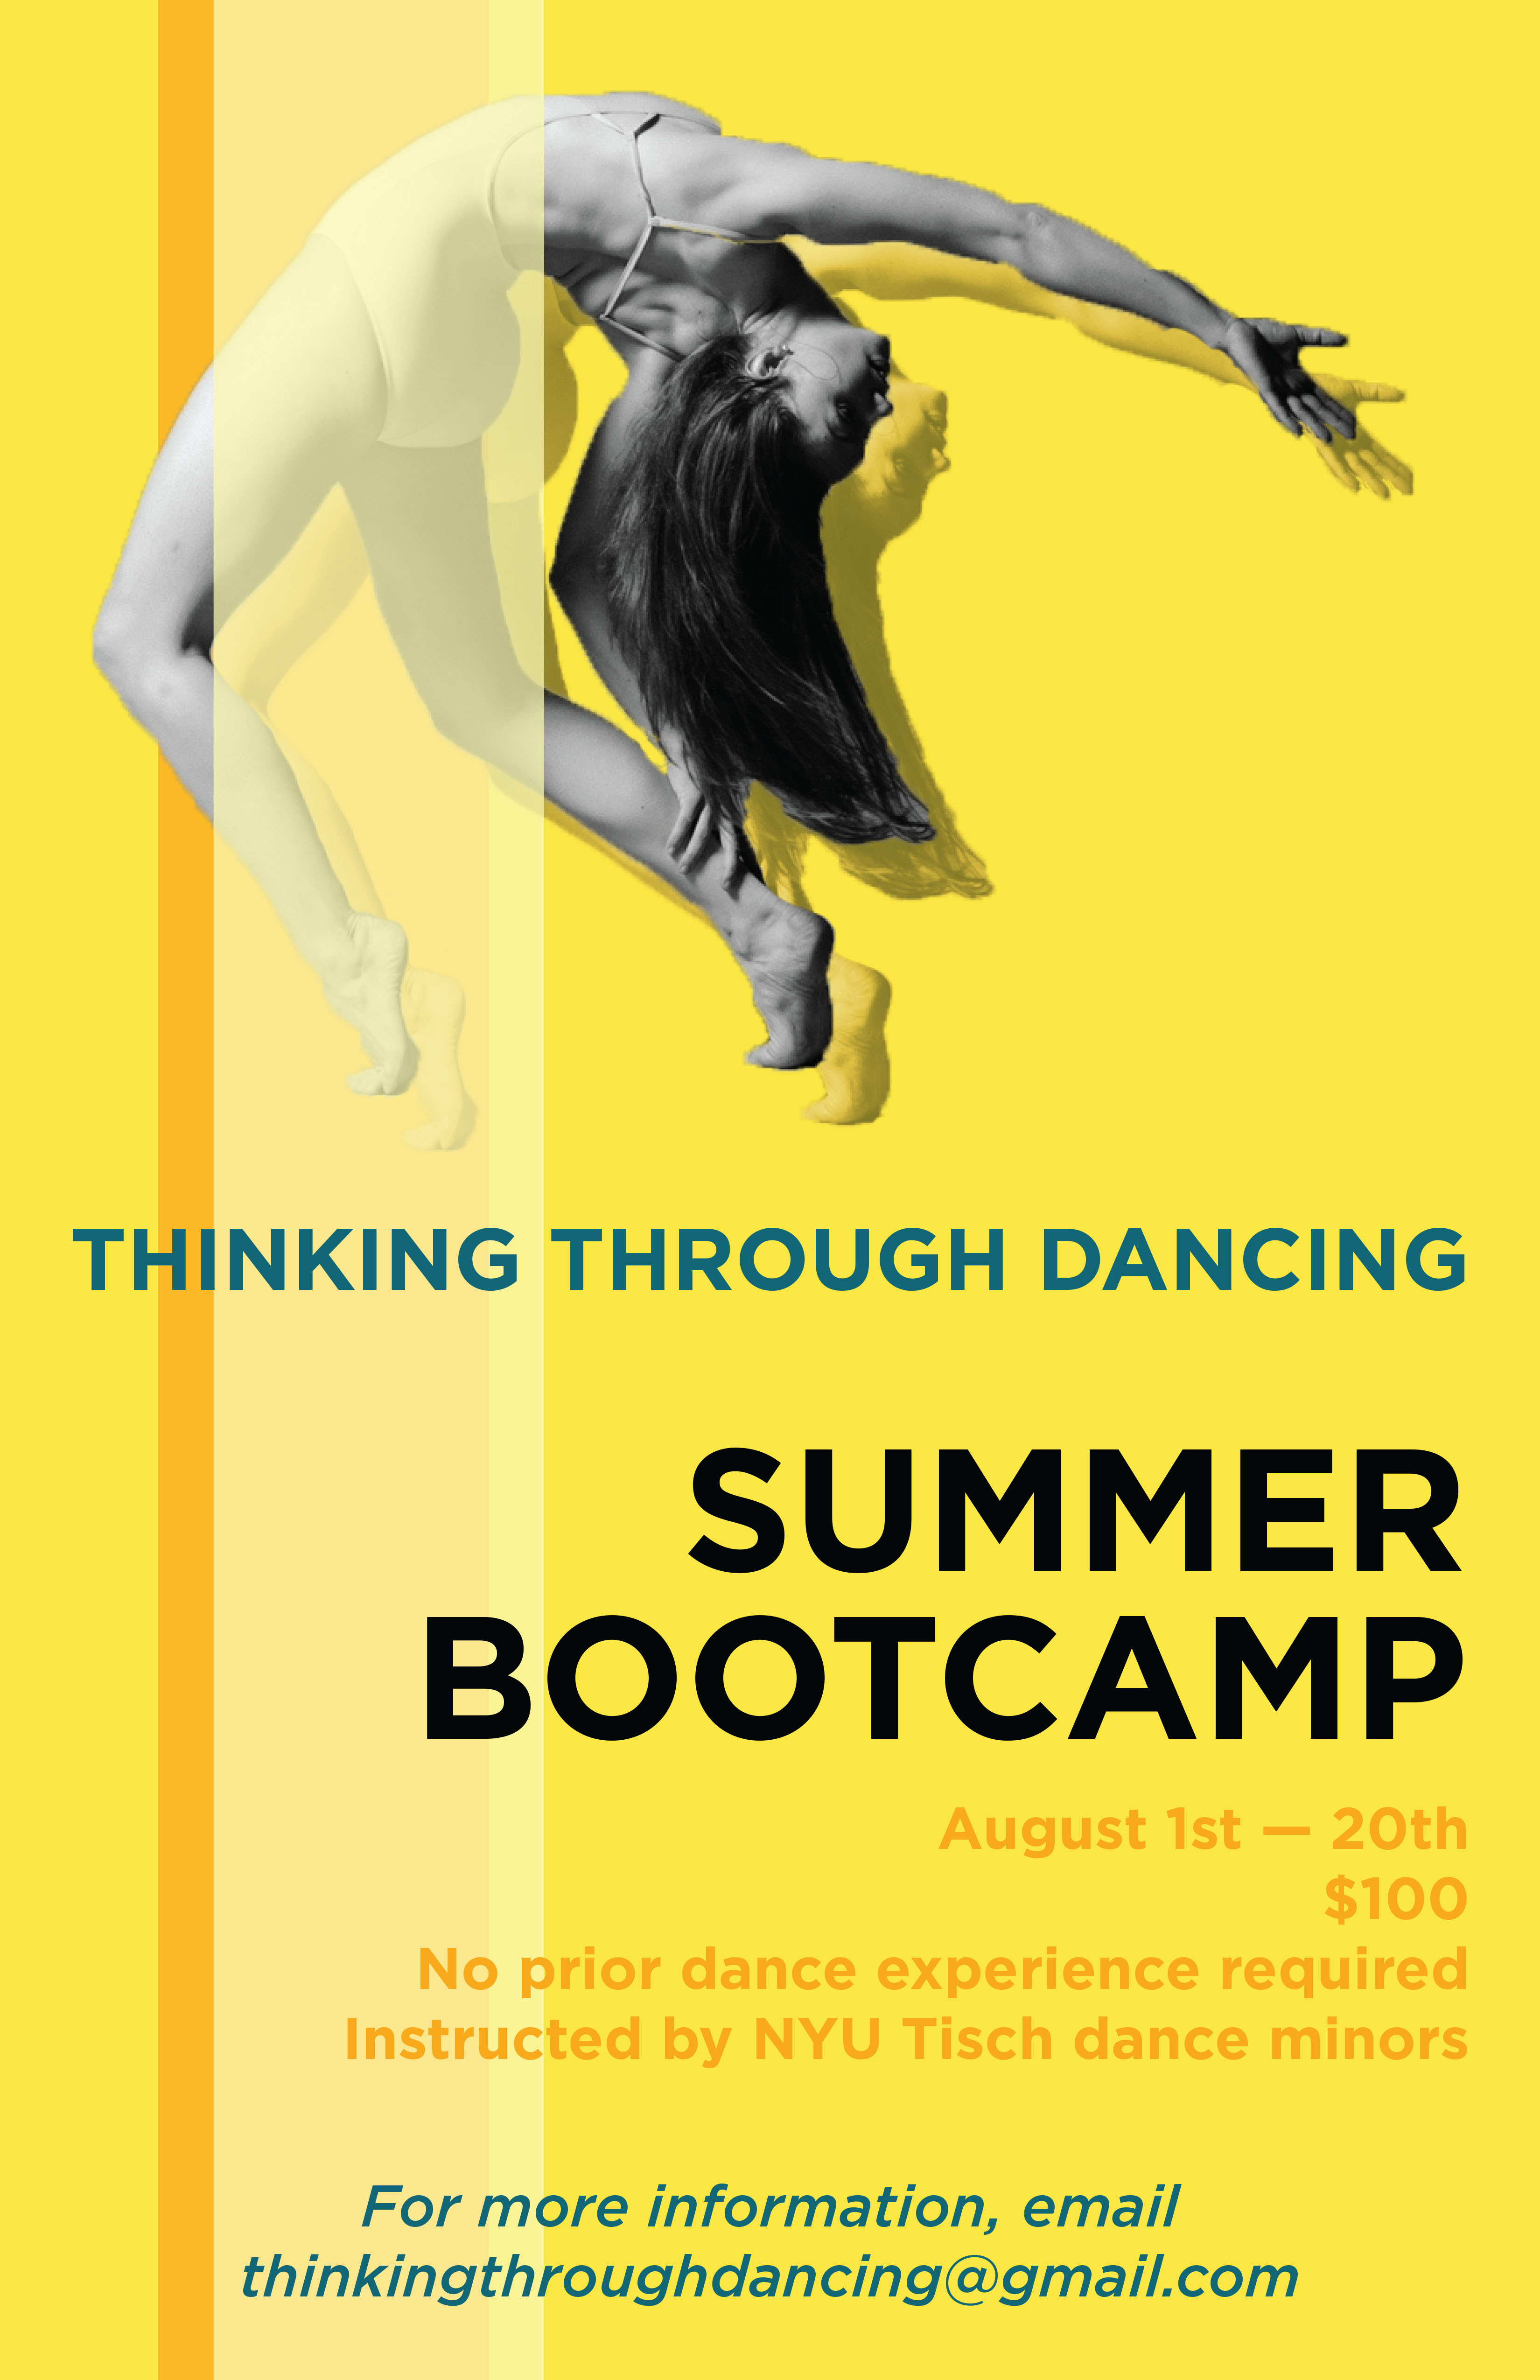 THINKING THROUGH DANCING
SUMMER
BOOTCAMP
August 1st — 20th
$100
No prior dance experience required
Instructed by NYU Tisch dance minors
For more information, email
thinkingthroughdancing@gmail.com